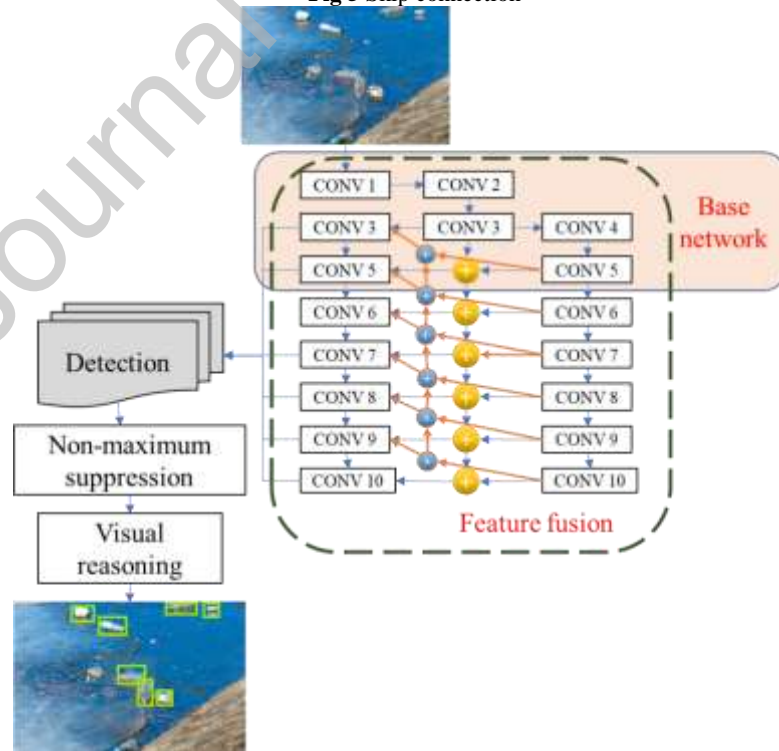 Fig 3 Skip connection
Journal
CONV 1
CONV 2
Base
network
CONV 3
CONV 3
CONV 4
CONV 5
CONV 5
CONV 6
CONV 6
Detection
CONV 7
CONV 7
CONV 8
CONV 8
Non-maximum
suppression
CONV 9
CONV 9
CONV 10
CONV 10
Feature fusion
Visual
reasoning